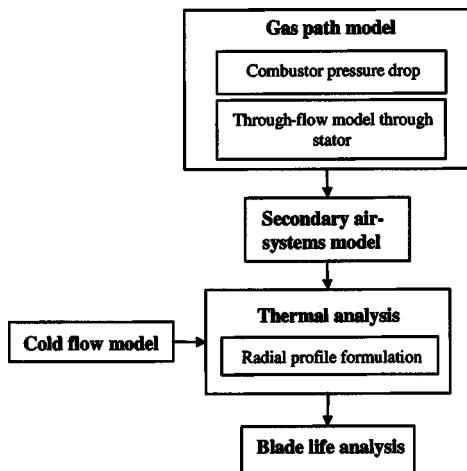 Gas path model
Combustor pressure drop
Through-flow model through
stator
Secondary air-
systems model
Thermal analysis
Cold flow model
Radial profile formulation
Blade life analysis